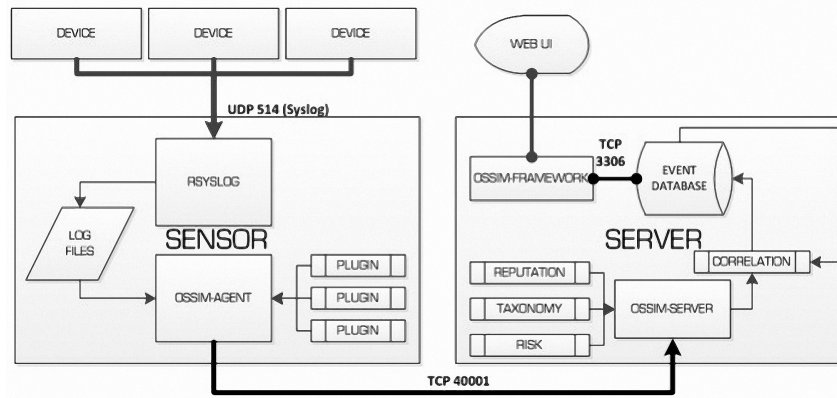 DEVICE
DEVICE
DEVICE
WEB UI
UDP 514 (Syslog)
RSYSLOG
LOG
FILES
SENSOR
OSSIM-AGENT
PLUGIN
PLUGIN
PLUGIN
TCP
3306
OSSIM-FRAMEWORK
EVENT
DATABASE
SERVER
CORRELATION
REPUTATION
TAXONOMY
RISK
OSSIM-SERVER
TCP 40001